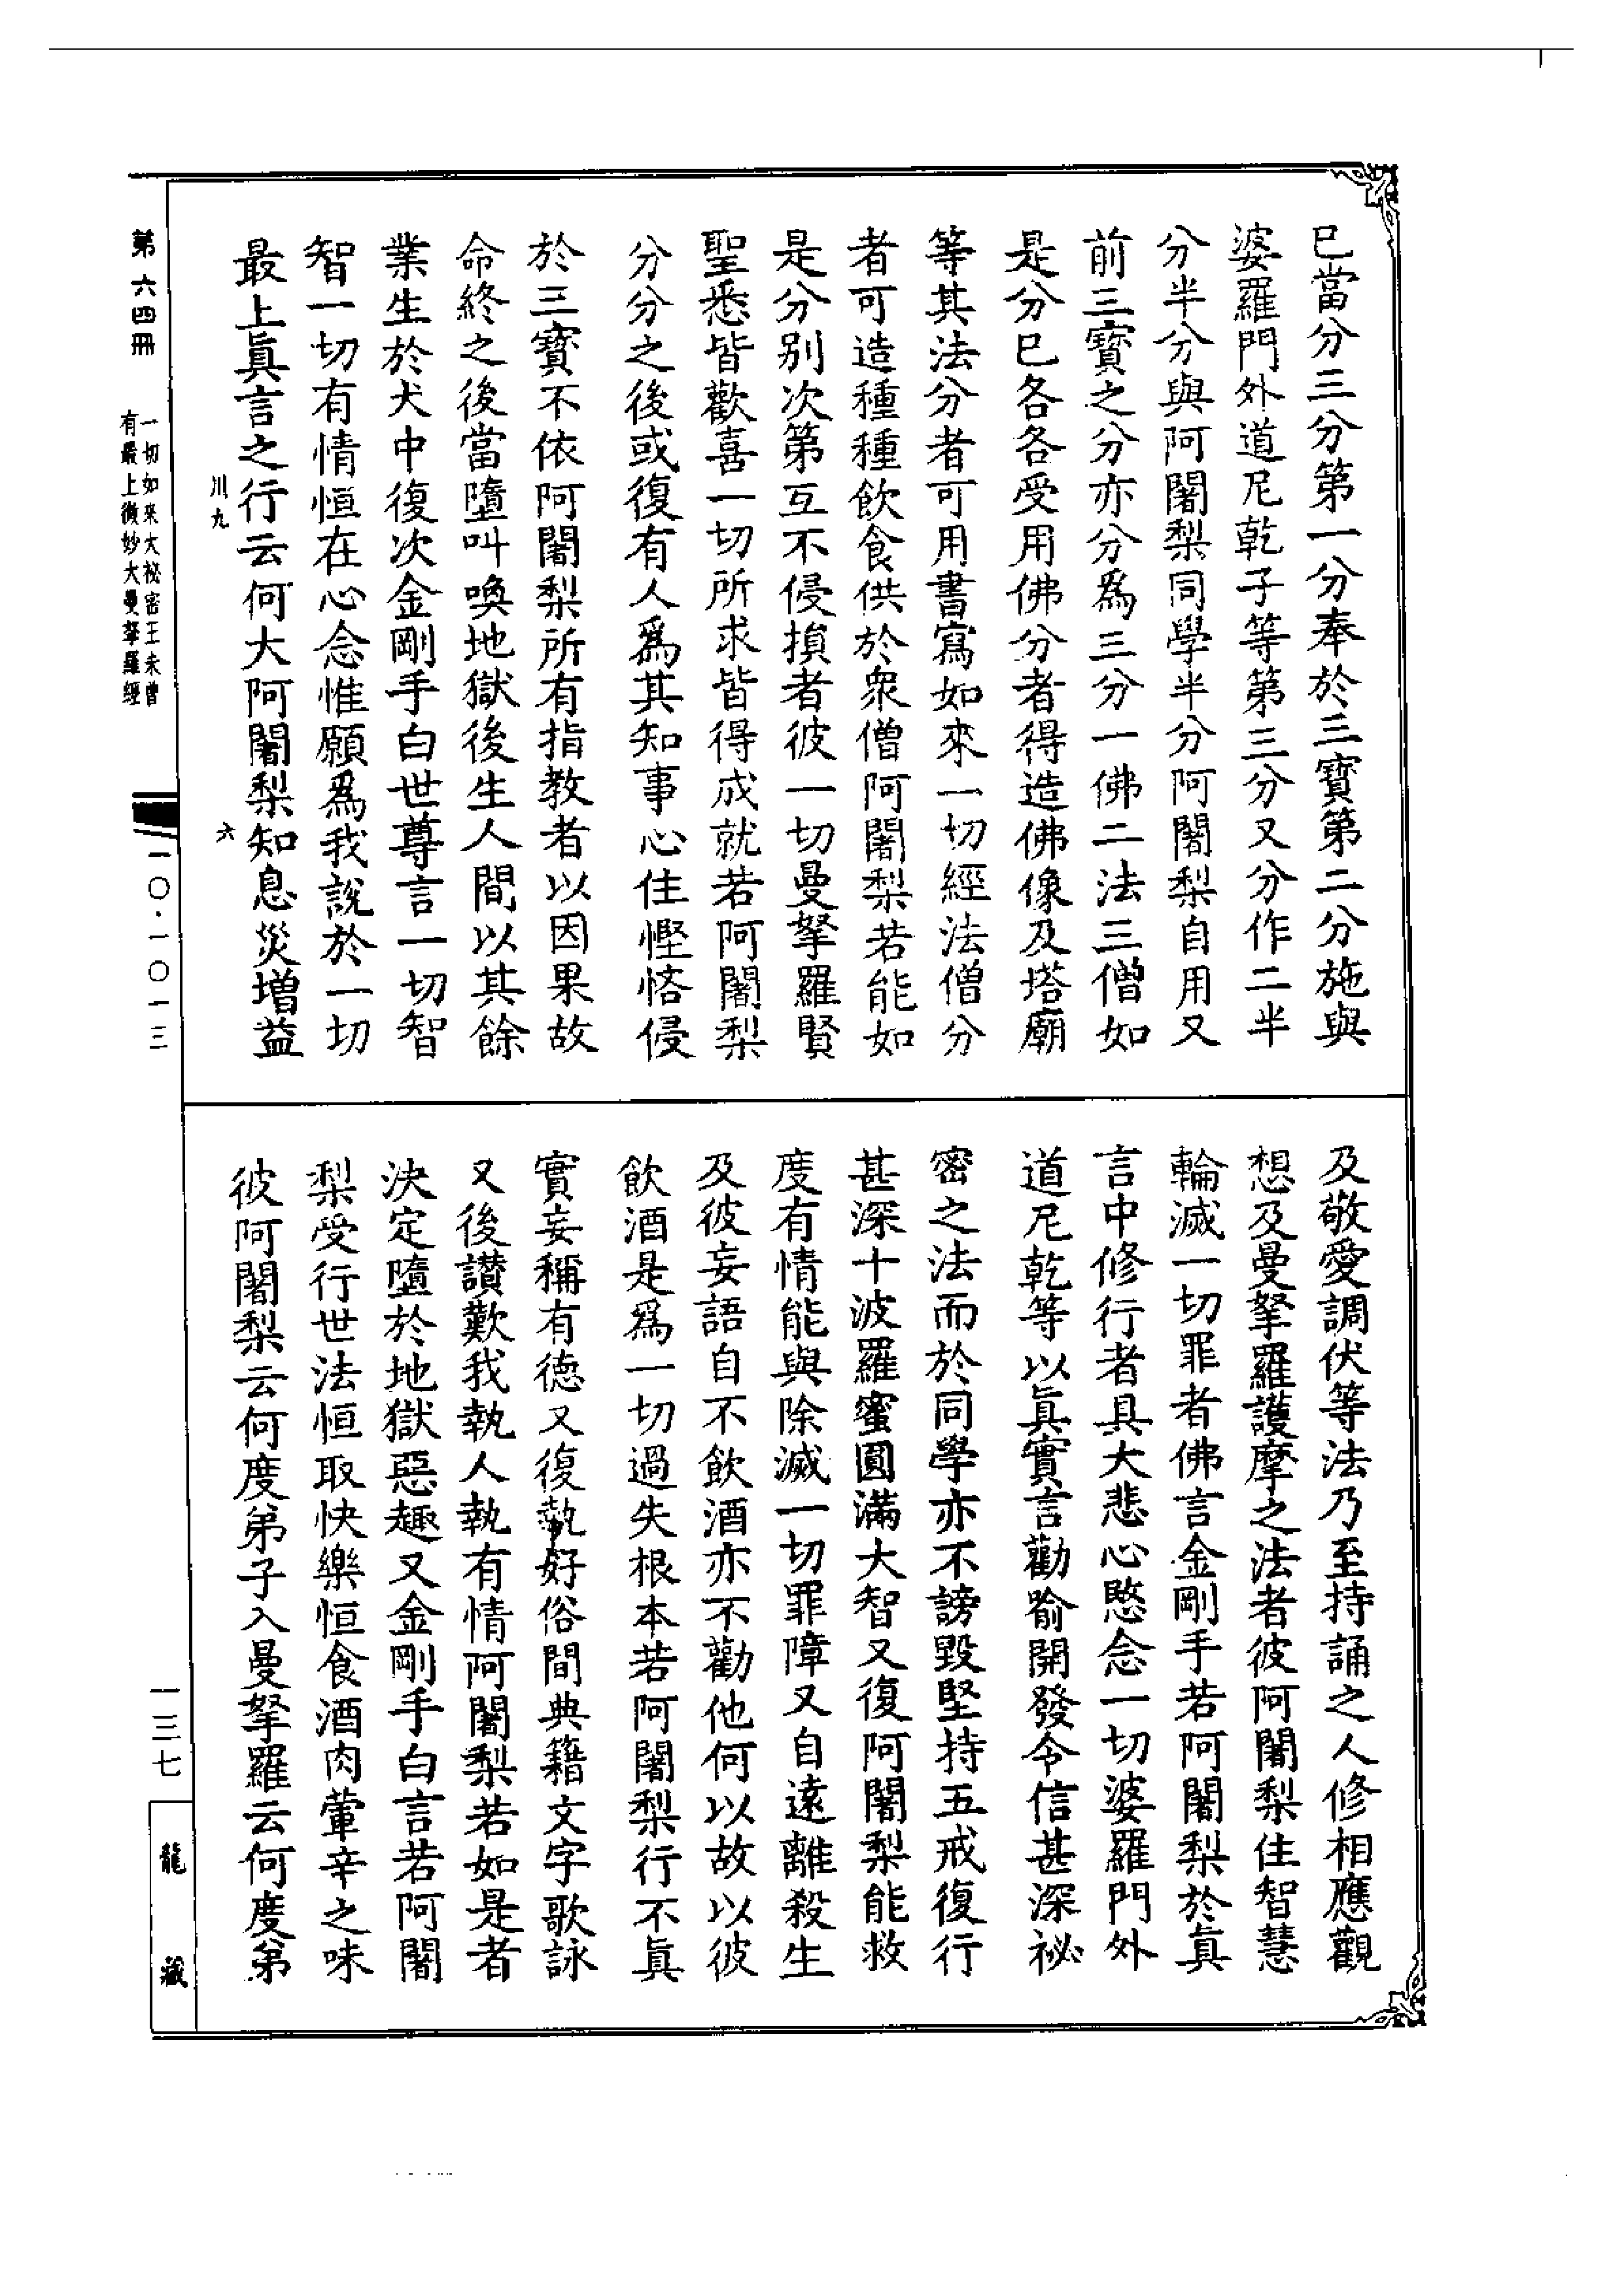 已當分三分第一分奉於三寶第二分施與
婆羅門外道尼乾子等第三分又分作二半
分半分與阿闍梨同學半分阿闍梨自用又
前三寶之分亦分為三分一佛二法三僧如
是分已各各受用佛分者得造佛像及塔廟
等其法分者可用書寫如來一切經法僧分
者可造種種飲食供於衆僧阿闍梨若能如
是分別次第互不侵損者彼一切曼拏羅賢
聖悉皆歡喜一切所求皆得成就若阿闍梨
分分之後或復有人爲其知事心住慳悋侵
於三寶不依阿闍梨所有指教者以因果故
命終之後當墮叫喚地獄後生人間以其餘
業生於犬中復次金剛手白世尊言一切智
智一切有情恒在心念惟願爲我說於一切
最上眞言之行云何大阿闍梨知息災增益
川九
六
及敬愛調伏等法乃至持誦之人修相應觀
想及曼拏羅護摩之法者彼阿闍梨住智慧
輪滅一切罪者佛言金剛手若阿闍梨於眞
言中修行者具大悲心愍念一切婆羅門外
道尼乾等以眞實言勸喻開發令信甚深祕
密之法而於同學亦不謗毀堅持五戒復行
甚深十波羅蜜圓滿大智又復阿闍梨能救
度有情能與除滅一切罪障又自遠離殺生
及彼妄語自不飲酒亦不勸他何以故以彼
飲酒是爲一切過失根本若阿闍梨行不眞
實妄稱有德又復執好俗間典籍文字歌詠
又後讃歎我執人執有情阿闍梨若如是者
決定墮於地獄惡趣又金剛手白言若阿闍
梨受行世法恒取快樂恒食酒肉葷辛之味
彼阿闍梨云何度弟子入曼拏羅云何度弟
第六四冊
一切如來大祕密王未曾
有最上微妙大曼拏羅經
一〇·一〇一三
一三七
龍藏